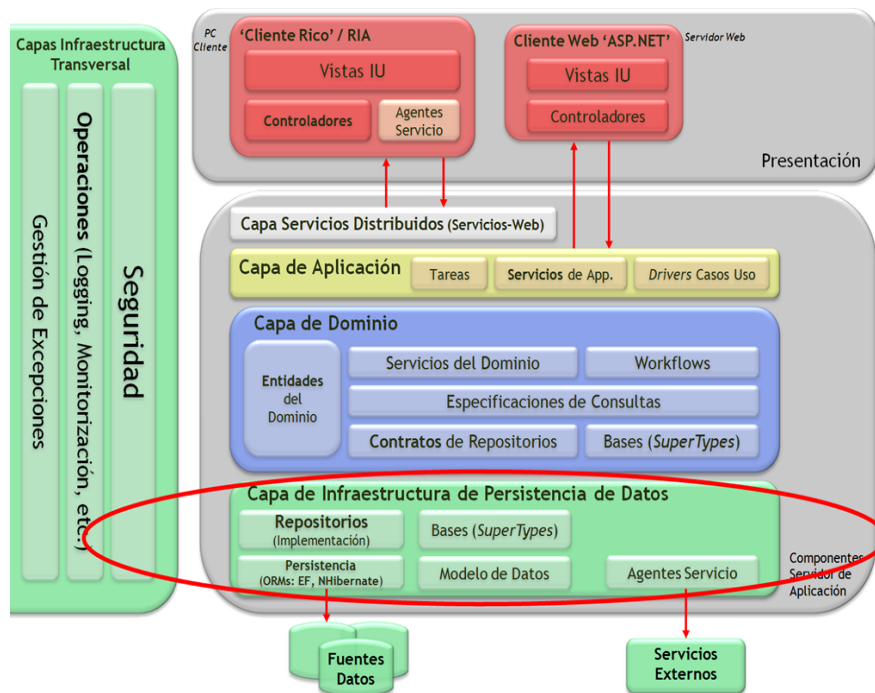 Capas Infraestructura
Transversal
Gestión de Excepciones
Operaciones (Logging, Monitorización, etc..)
Seguridad
PC
Cliente
'Cliente Rico' / RIA
Vistas IU
Controladores
Agentes
Servicio
Cliente Web 'ASP.NET'
Servidor Web
Vistas IU
Controladores
Presentación
Capa Servicios Distribuidos (Servicios-Web)
Capa de Aplicación
Tareas
Servicios de App.
Drivers Casos Uso
Capa de Dominio
Entidades
del
Dominio
Servicios del Dominio
Workflows
Especificaciones de Consultas
Contratos de Repositorios
Bases (SuperTypes)
Capa de Infraestructura de Persistencia de Datos
Repositorios
(Implementación)
Bases (SuperTypes)
Persistencia
(ORMs: EF, NHibernate)
Modelo de Datos
Agentes Servicio
Componentes
Servidor de
Aplicación
Fuentes
Datos
Servicios
Externos